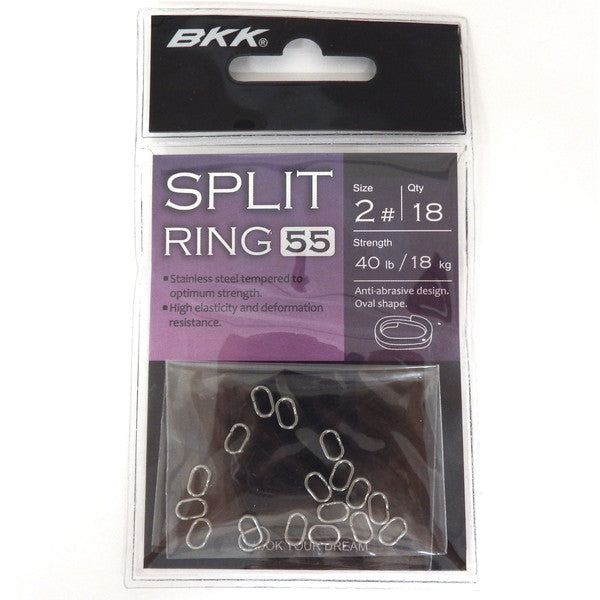 BKK®
SPLIT
RING 55
▪Stainless steel tempered to
optimum strength.
▪High elasticity and deformation
resistance.
Size Qty
2# 18
Strength
40 lb/18 kg
Anti-abrasive design.
Oval shape.
HOOK YOUR DREAM